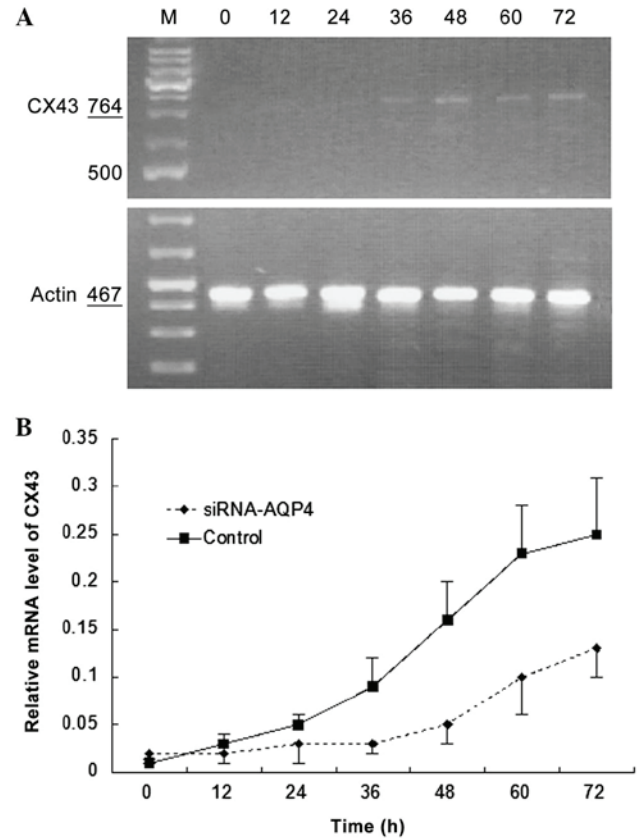 A
M 0 12 24 36 48 60 72
CX43 764
500
Actin 467
B
0.35
0.3
0.25
0.2
0.15
0.1
0.05
0
Relative mRNA level of CX43
siRNA-AQP4
Control
0 12 24 36 48 60 72
Time (h)